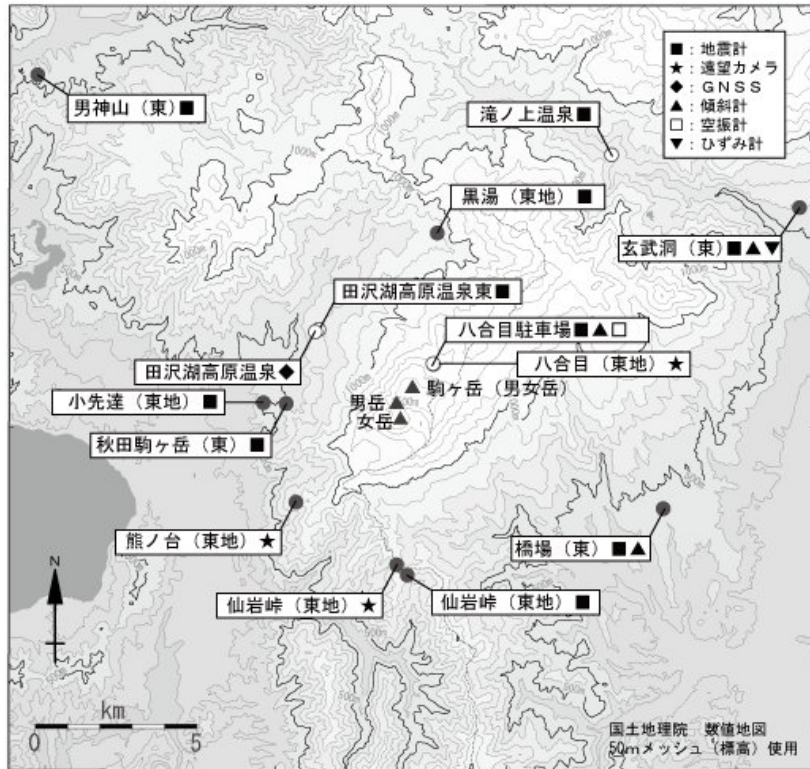 ■：地震計
★：遠望カメラ
◆：ＧＮＳＳ
▲：傾斜計
□：空振計
▼：ひずみ計
男神山（東）■
滝ノ上温泉■
黒湯（東地）■
玄武洞（東）■▲▼
田沢湖高原温泉東■
八合目駐車場■▲□
八合目（東地）★
田沢湖高原温泉◆
駒ヶ岳（男女岳）
小先達（東地）■
男岳
女岳
秋田駒ヶ岳（東）■
熊ノ台（東地）★
橋場（東）■▲
仙岩峠（東地）★
仙岩峠（東地）■
N
km
0 5
国土地理院 数値地図
50mメッシュ（標高）使用
1000m
1000m
1000m
500m
500m